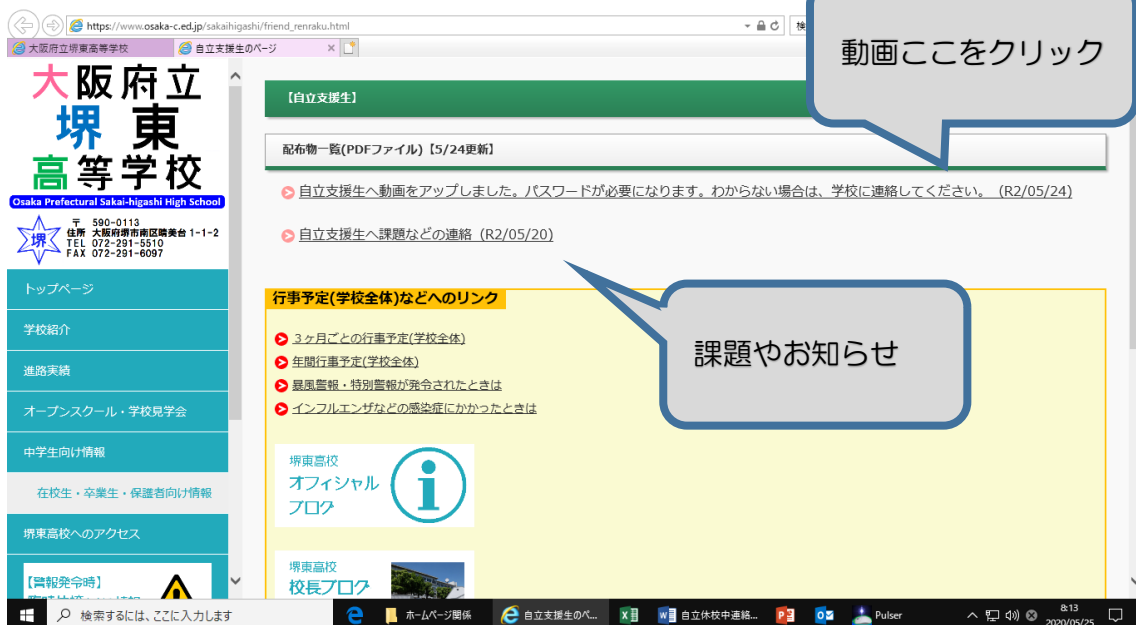 https://www.osaka-c.ed.jp/sakaihigashi/friend_renraku.html
検
大阪府立堺東高等学校
自立支援生のページ
動画ここをクリック
大阪府立
堺 東
高等学校
Osaka Prefectural Sakai-higashi High School
堺
〒 590-0113
住所 大阪府堺市南区晴美台 1-1-2
TEL 072-291-5510
FAX 072-291-6097
トップページ
学校紹介
進路実績
オープンスクール・学校見学会
中学生向け情報
在校生・卒業生・保護者向け情報
堺東高校へのアクセス
【警報発令時】
【自立支援生】
配布物一覧(PDFファイル)【5/24更新】
自立支援生へ動画をアップしました。パスワードが必要になります。わからない場合は、学校に連絡してください。 (R2/05/24)
自立支援生へ課題などの連絡 (R2/05/20)
課題やお知らせ
行事予定(学校全体)などへのリンク
３ヶ月ごとの行事予定(学校全体)
年間行事予定(学校全体)
暴風警報・特別警報が発令されたときは
インフルエンザなどの感染症にかかったときは
堺東高校
オフィシャル
ブログ
堺東高校
校長ブログ
検索するには、ここに入力します
ホームページ関係
自立支援生のペ...
自立休校中連絡...
Pulser
8:13
2020/05/25